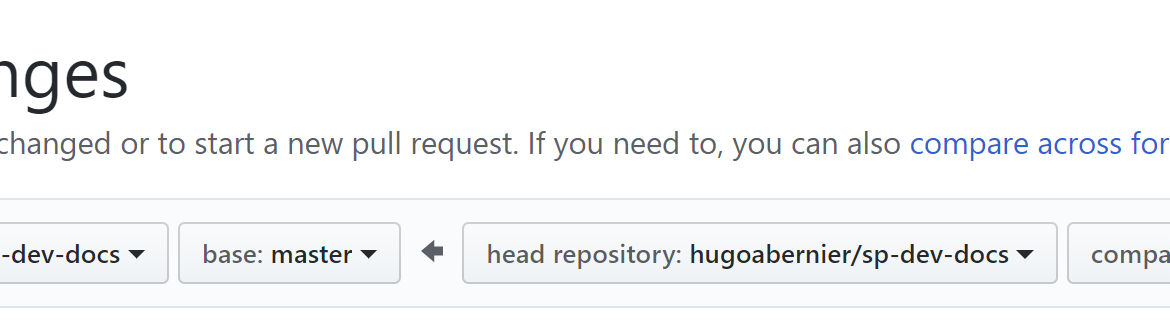 nges
changed or to start a new pull request. If you need to, you can also compare across for
-dev-docs base: master head repository: hugoabernier/sp-dev-docs compa